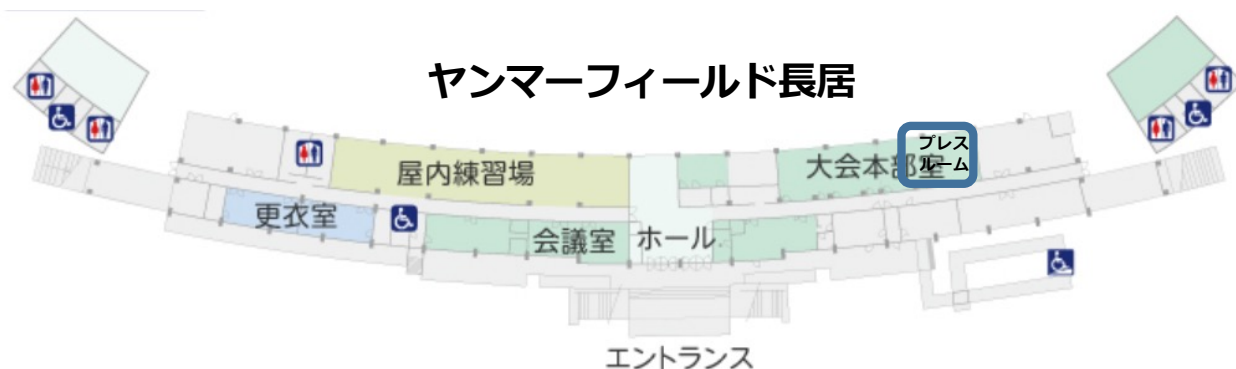 ヤンマーフィールド長居
プレス
ルーム
屋内練習場
大会本部室
更衣室
会議室
ホール
エントランス